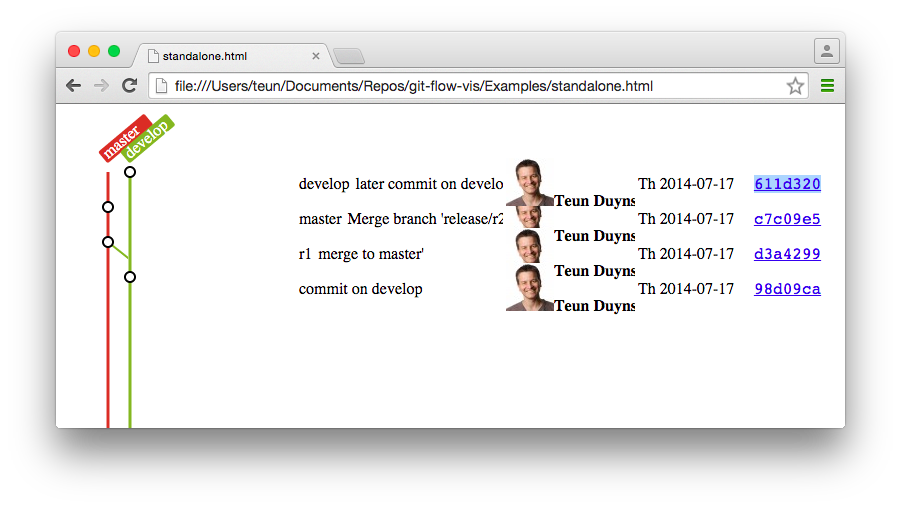 standalone.html
file:///Users/teun/Documents/Repos/git-flow-vis/Examples/standalone.html
master
develop
develop later commit on develo Teun Duyns Th 2014-07-17 611d320
master Merge branch 'release/r2 Teun Duyns Th 2014-07-17 c7c09e5
r1 merge to master' Teun Duyns Th 2014-07-17 d3a4299
commit on develop Teun Duyns Th 2014-07-17 98d09ca